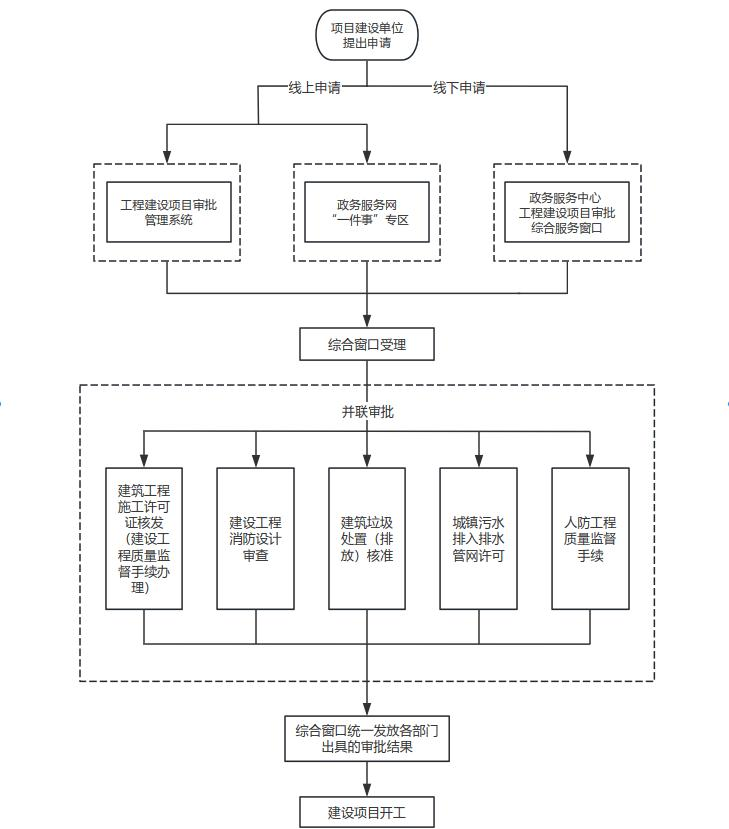 项目建设单位
提出申请
线上申请
线下申请
工程建设项目审批
管理系统
政务服务网
“一件事”专区
政务服务中心
工程建设项目审批
综合服务窗口
综合窗口受理
并联审批
建筑工程
施工许可
证核发
（建设工
程质量监
督手续办
理）
建设工程
消防设计
审查
建筑垃圾
处置（排
放）核准
城镇污水
排入排水
管网许可
人防工程
质量监督
手续
综合窗口统一发放各部门
出具的审批结果
建设项目开工